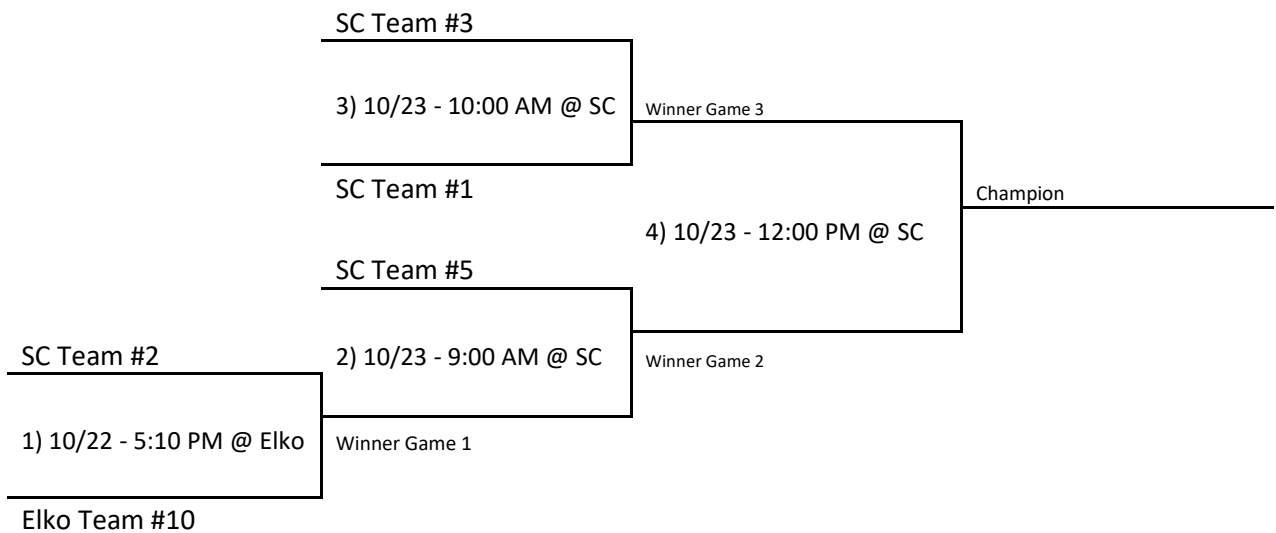 SC Team #3
3) 10/23 - 10:00 AM @ SC
Winner Game 3
SC Team #1
Champion
4) 10/23 - 12:00 PM @ SC
SC Team #5
SC Team #2
2) 10/23 - 9:00 AM @ SC
Winner Game 2
1) 10/22 - 5:10 PM @ Elko
Winner Game 1
Elko Team #10